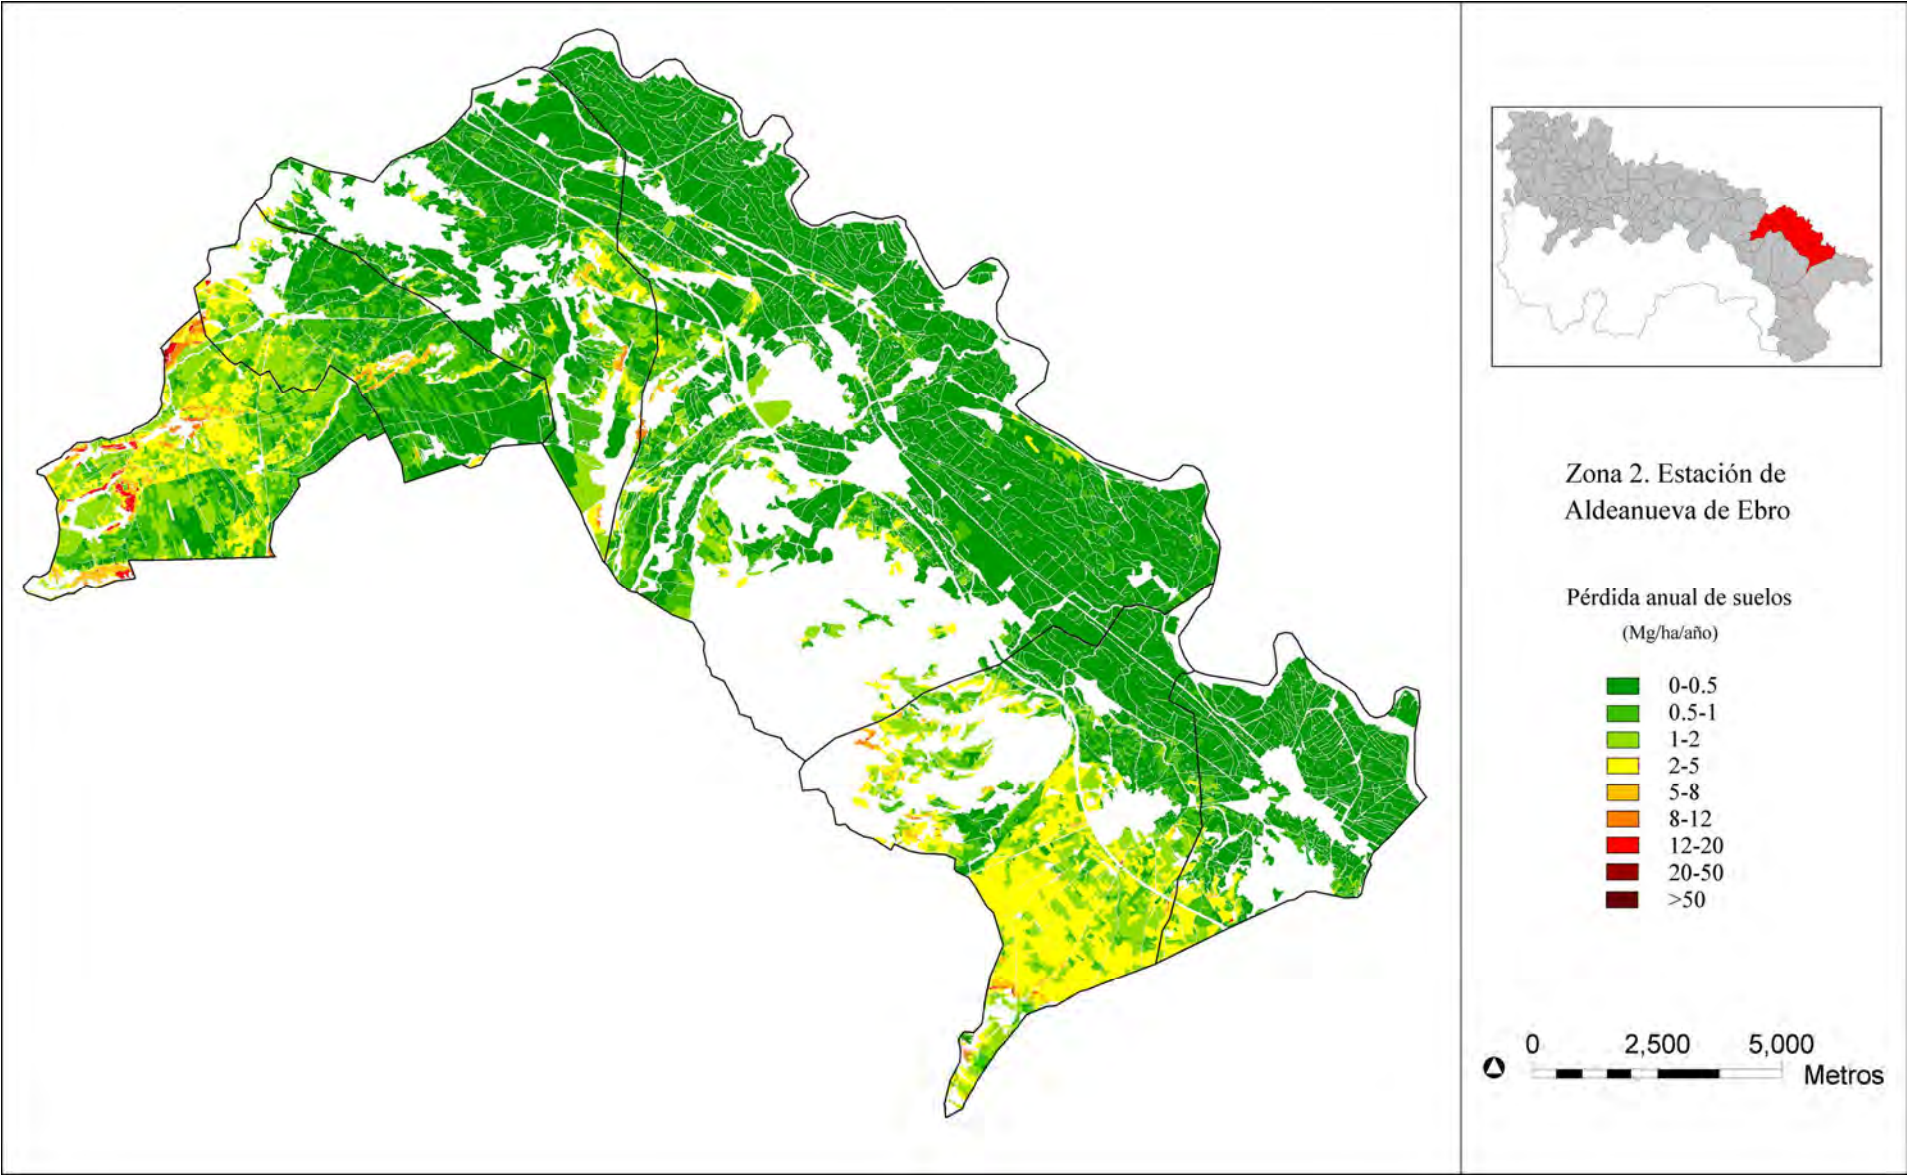 Zona 2. Estación de
Aldeanueva de Ebro
Pérdida anual de suelos
(Mg/ha/año)
0-0.5
0.5-1
1-2
2-5
5-8
8-12
12-20
20-50
>50
0 2,500 5,000
Metros